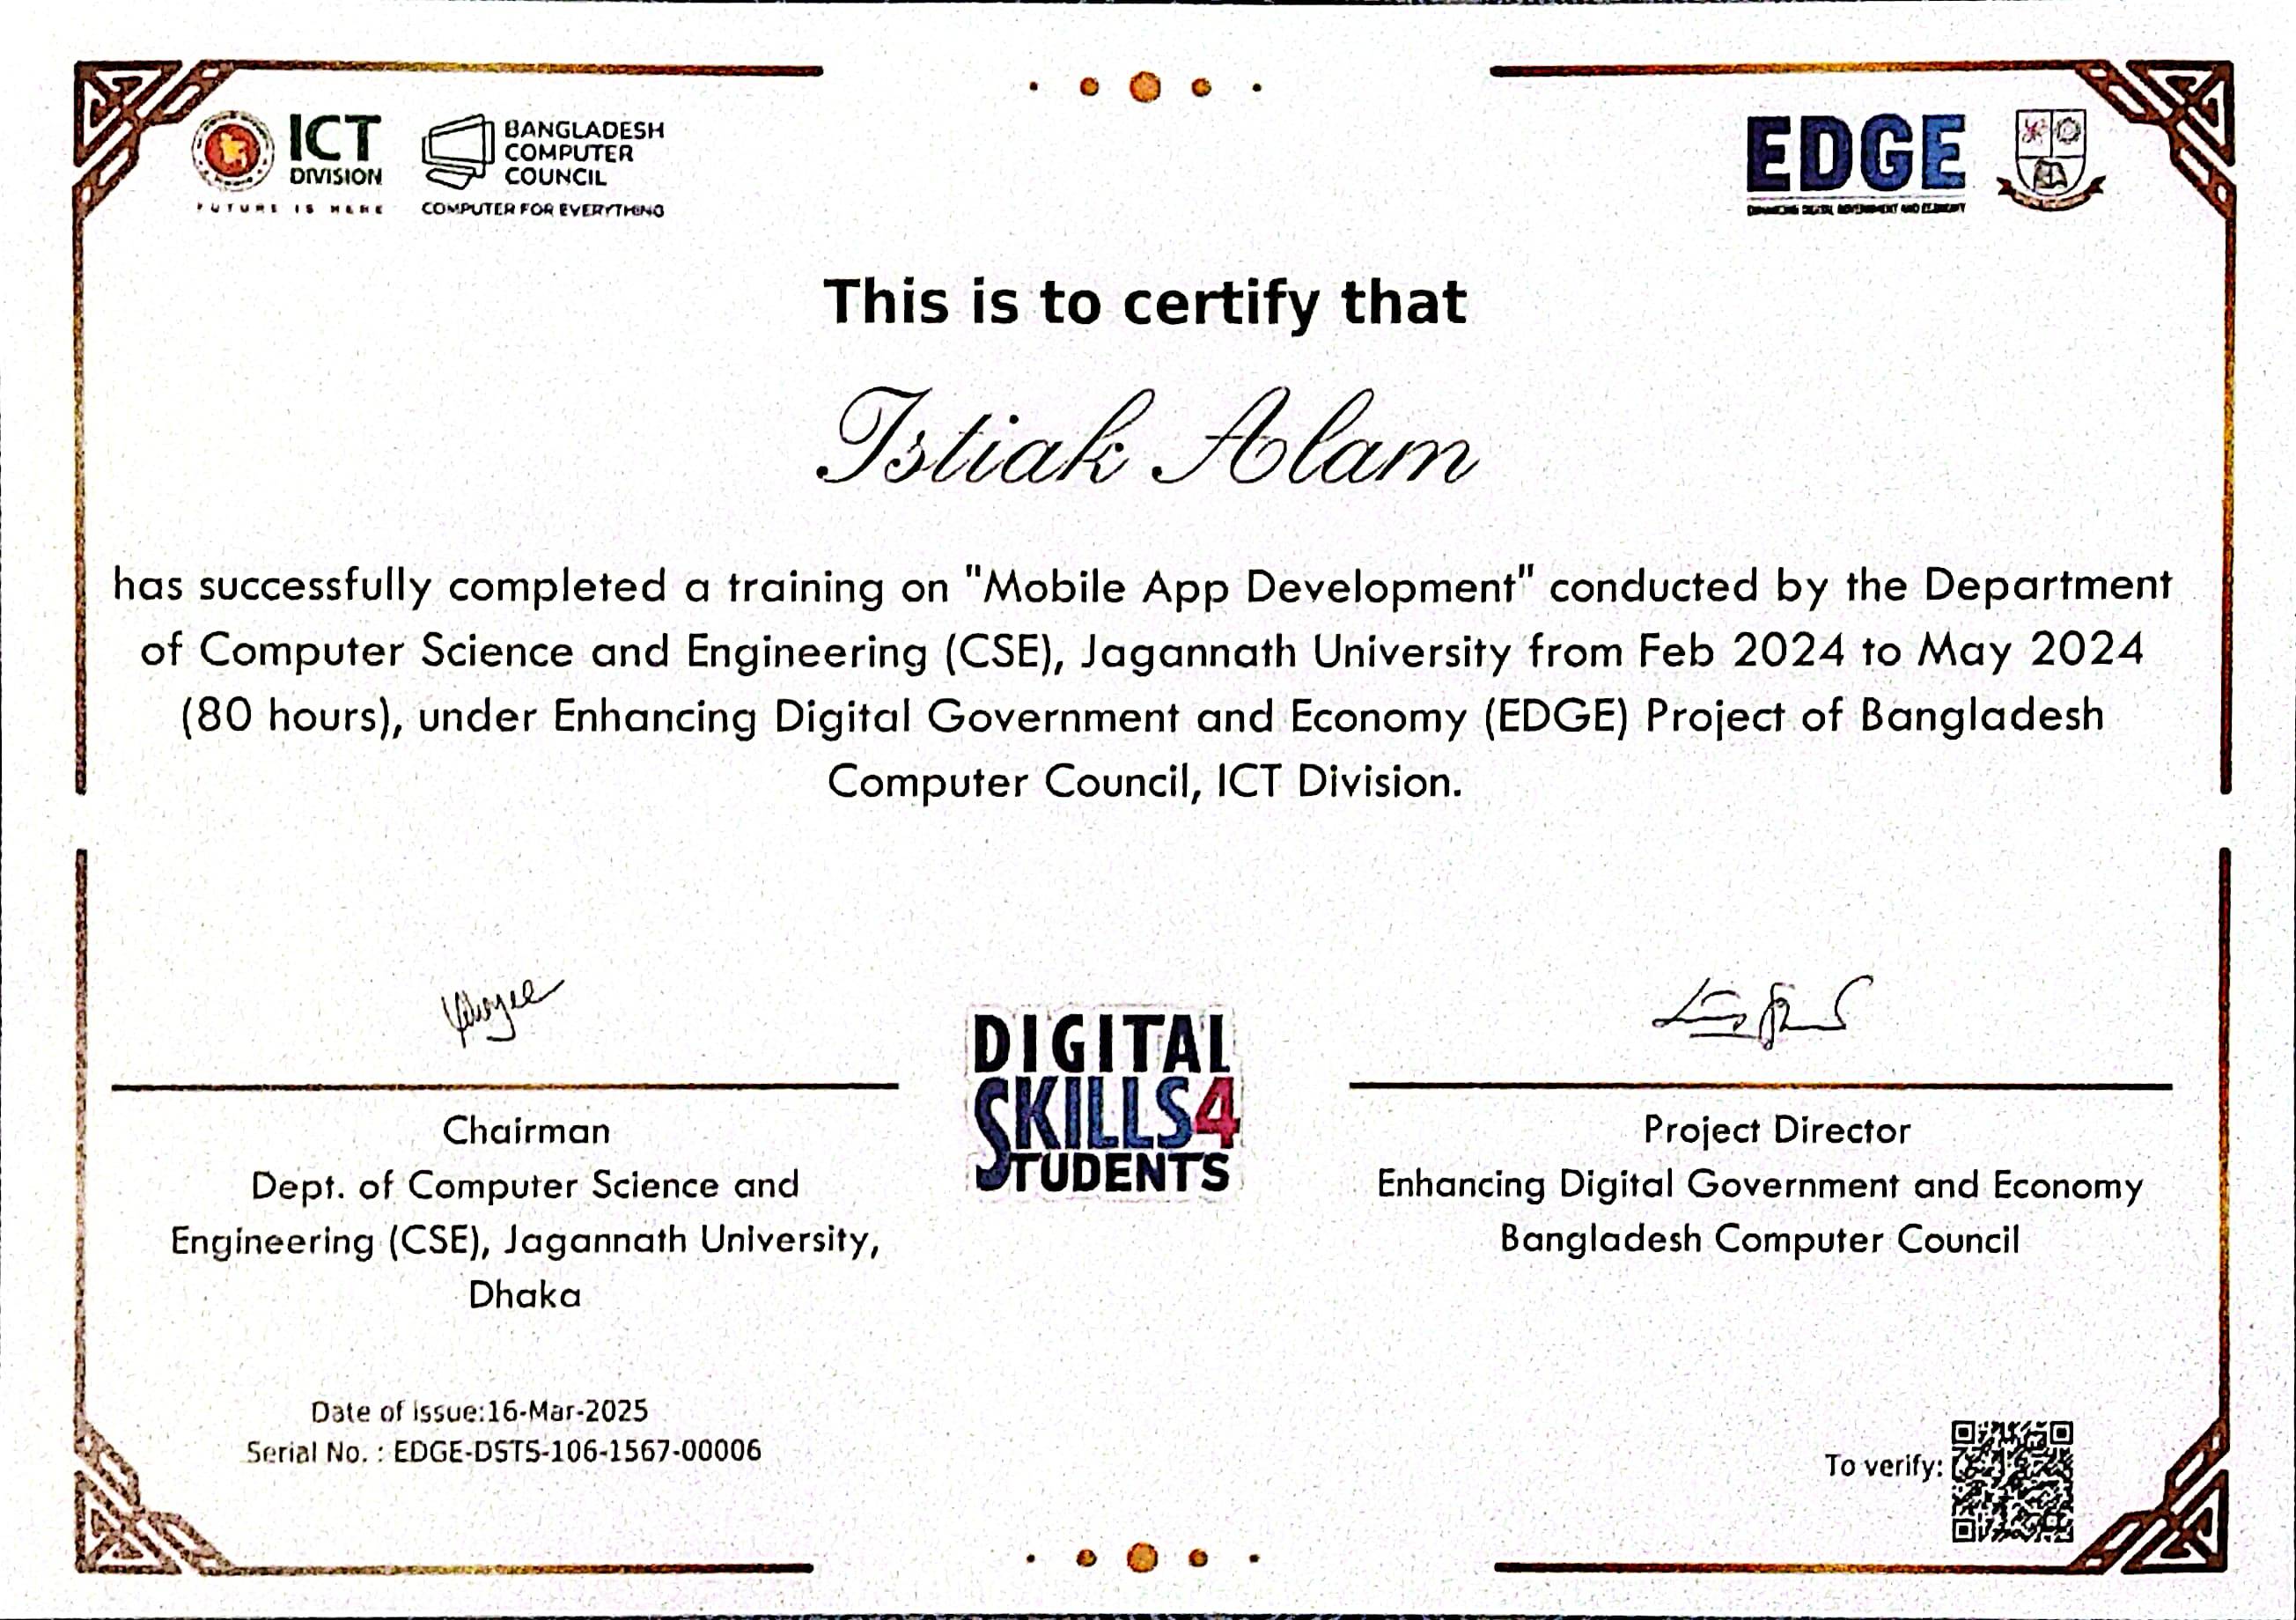 ICT
DIVISION
FUTURE IS HERE
BANGLADESH
COMPUTER
COUNCIL
COMPUTER FOR EVERYTHING
EDGE
ENHANCING DIGITAL GOVERNMENT AND ECONOMY
This is to certify that
Istiak Alam
has successfully completed a training on "Mobile App Development" conducted by the Department
of Computer Science and Engineering (CSE), Jagannath University from Feb 2024 to May 2024
(80 hours), under Enhancing Digital Government and Economy (EDGE) Project of Bangladesh
Computer Council, ICT Division.
DIGITAL
SKILLS4
STUDENTS
Chairman
Dept. of Computer Science and
Engineering (CSE), Jagannath University,
Dhaka
Project Director
Enhancing Digital Government and Economy
Bangladesh Computer Council
Date of Issue:16-Mar-2025
Serial No. : EDGE-DSTS-106-1567-00006
To verify: